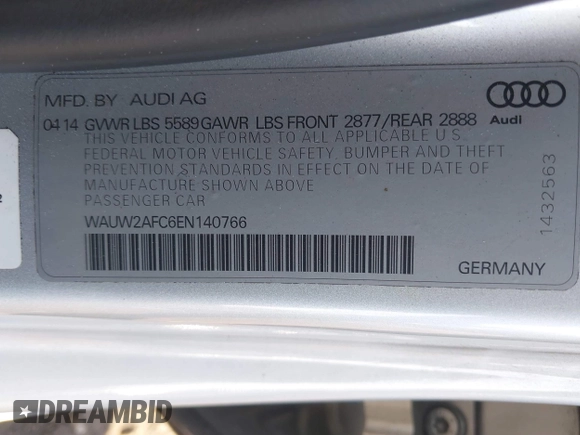 MFD. BY AUDI AG
Audi
04 14 GVWR LBS 5589 GAWR LBS FRONT 2877/REAR 2888
THIS VEHICLE CONFORMS TO ALL APPLICABLE U.S.
FEDERAL MOTOR VEHICLE SAFETY, BUMPER AND THEFT
PREVENTION STANDARDS IN EFFECT ON THE DATE OF
MANUFACTURE SHOWN ABOVE
PASSENGER CAR
WAUW2AFC6EN140766
GERMANY
1432563
DREAMBID